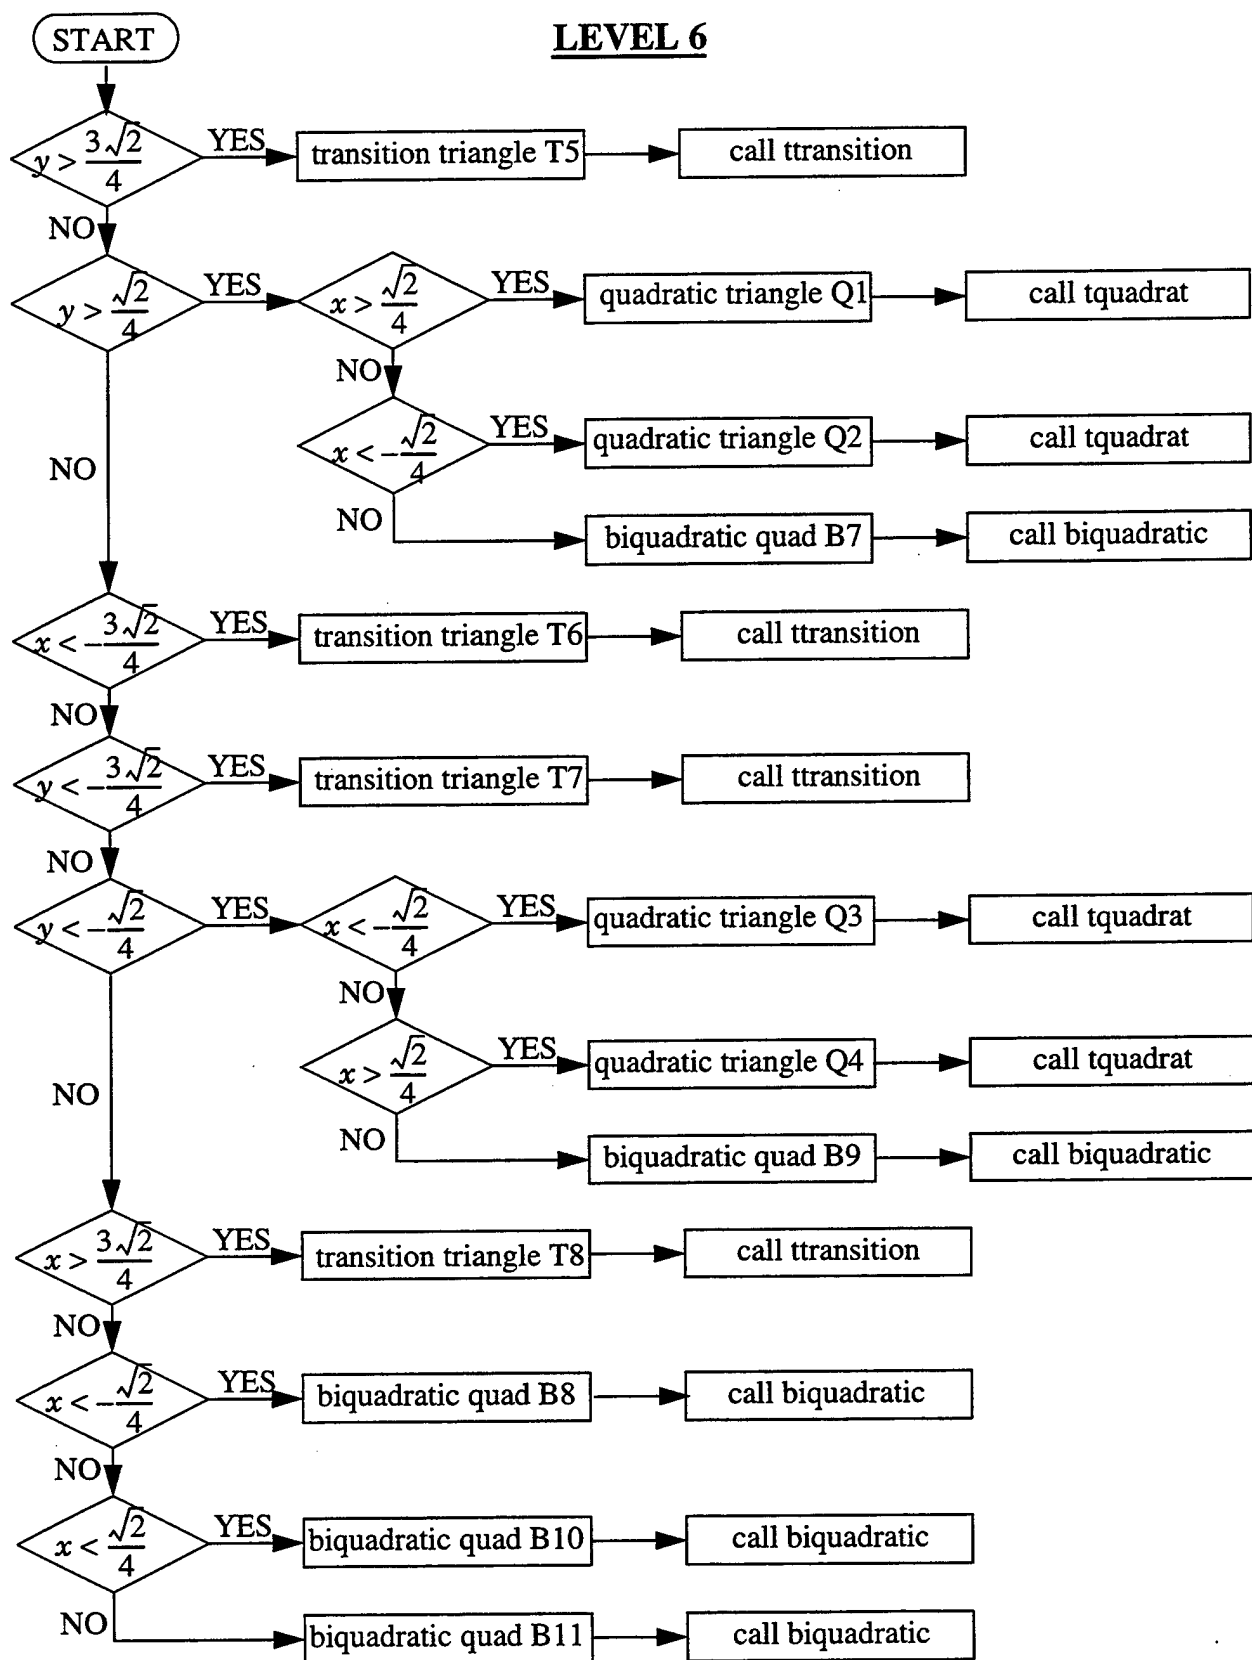 START
LEVEL 6
y > 3√2/4
YES
transition triangle T5
call ttransition
NO
y > √2/4
YES
x > √2/4
YES
quadratic triangle Q1
call tquadrat
NO
x < -√2/4
YES
quadratic triangle Q2
call tquadrat
NO
NO
biquadratic quad B7
call biquadratic
x < -3√2/4
YES
transition triangle T6
call ttransition
NO
y < -3√2/4
YES
transition triangle T7
call ttransition
NO
y < -√2/4
YES
x < -√2/4
YES
quadratic triangle Q3
call tquadrat
NO
x > √2/4
YES
quadratic triangle Q4
call tquadrat
NO
NO
biquadratic quad B9
call biquadratic
x > 3√2/4
YES
transition triangle T8
call ttransition
NO
x < -√2/4
YES
biquadratic quad B8
call biquadratic
NO
x < √2/4
YES
biquadratic quad B10
call biquadratic
NO
biquadratic quad B11
call biquadratic